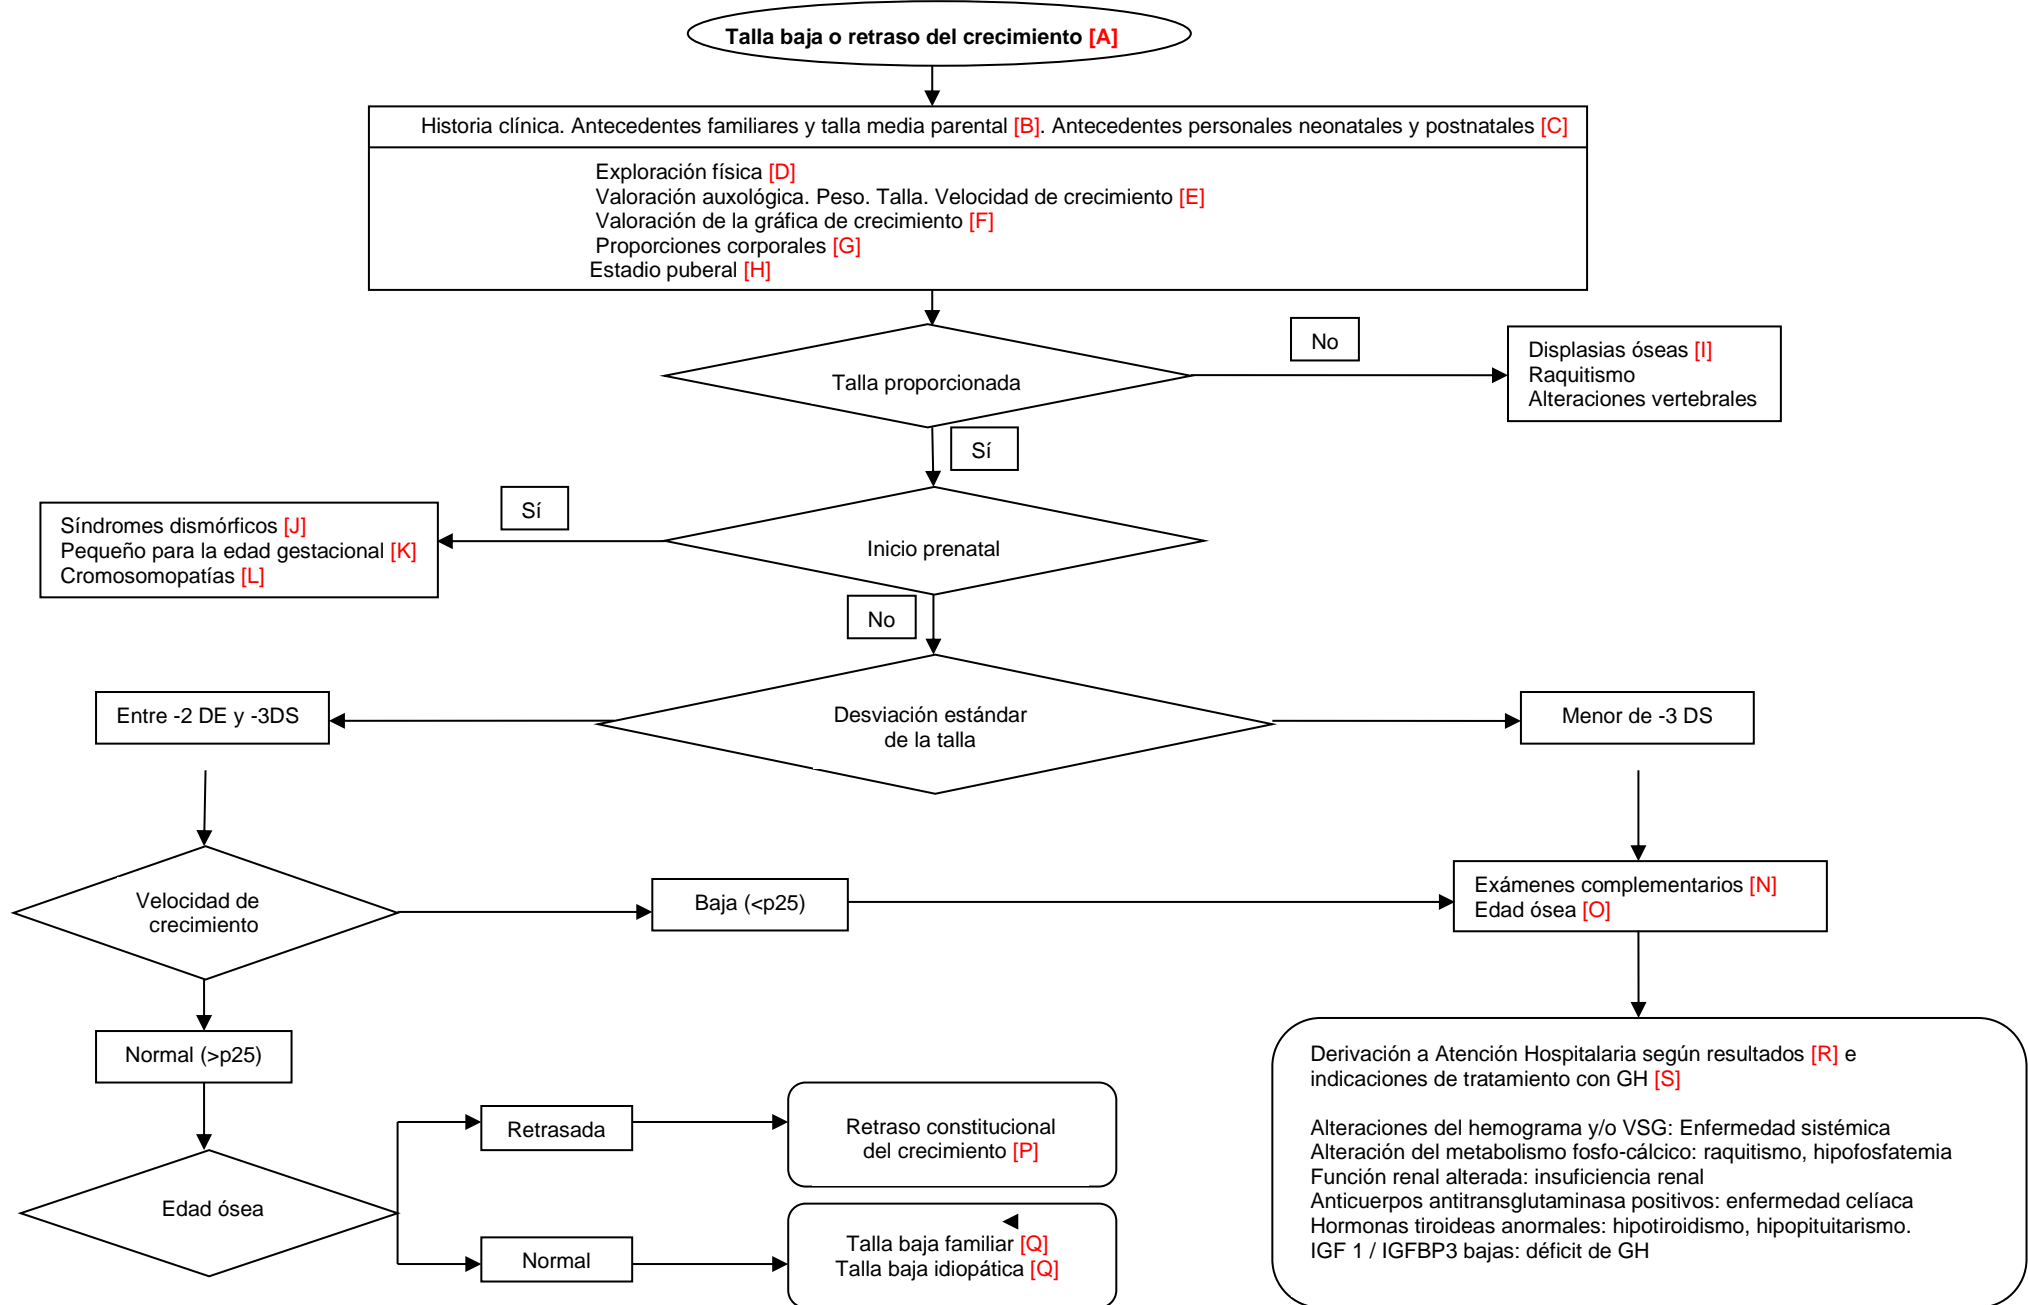 Talla baja o retraso del crecimiento [A]
Historia clínica. Antecedentes familiares y talla media parental [B]. Antecedentes personales neonatales y postnatales [C]
Exploración física [D]
Valoración auxológica. Peso. Talla. Velocidad de crecimiento [E]
Valoración de la gráfica de crecimiento [F]
Proporciones corporales [G]
Estadio puberal [H]
No
Displasias óseas [I]
Raquitismo
Alteraciones vertebrales
Talla proporcionada
Sí
Sí
Síndromes dismórficos [J]
Pequeño para la edad gestacional [K]
Cromosomopatías [L]
Inicio prenatal
No
Entre -2 DE y -3DS
Desviación estándar
de la talla
Menor de -3 DS
Velocidad de
crecimiento
Baja (<p25)
Exámenes complementarios [N]
Edad ósea [O]
Normal (>p25)
Derivación a Atención Hospitalaria según resultados [R] e
indicaciones de tratamiento con GH [S]
Alteraciones del hemograma y/o VSG: Enfermedad sistémica
Alteración del metabolismo fosfo-cálcico: raquitismo, hipofosfatemia
Función renal alterada: insuficiencia renal
Anticuerpos antitransglutaminasa positivos: enfermedad celíaca
Hormonas tiroideas anormales: hipotiroidismo, hipopituitarismo.
IGF 1 / IGFBP3 bajas: déficit de GH
Retrasada
Retraso constitucional
del crecimiento [P]
Edad ósea
Normal
Talla baja familiar [Q]
Talla baja idiopática [Q]